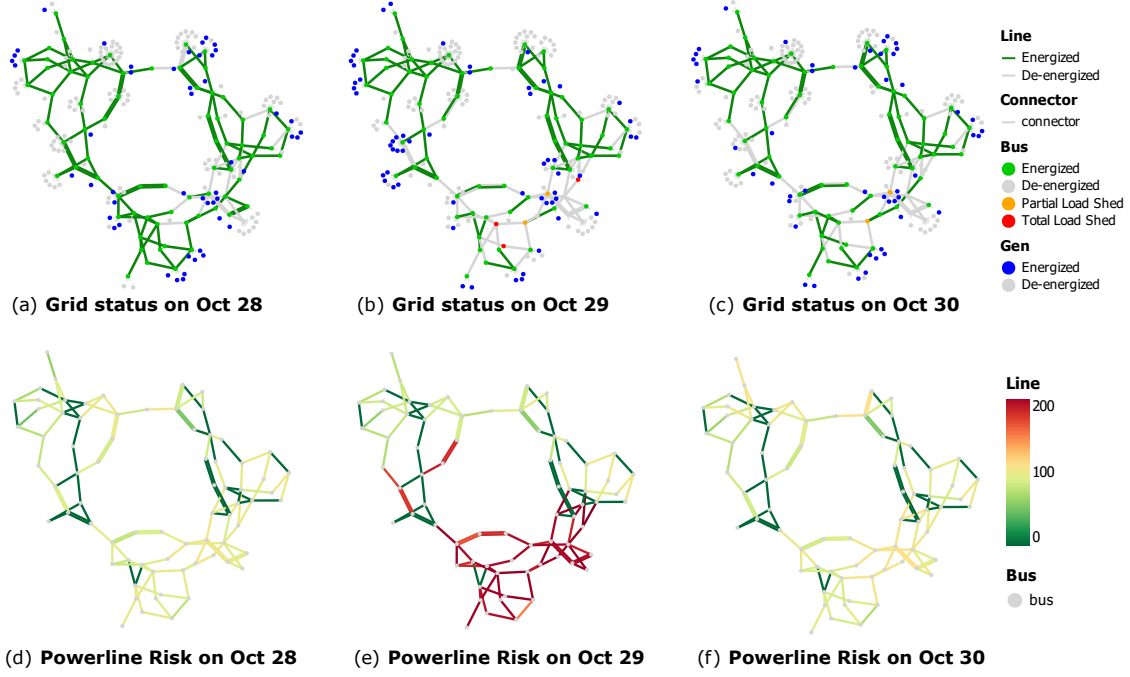 Line
Energized
De-energized
Connector
connector
Bus
Energized
De-energized
Partial Load Shed
Total Load Shed
Gen
Energized
De-energized
(a) Grid status on Oct 28
(b) Grid status on Oct 29
(c) Grid status on Oct 30
Line
200
100
0
Bus
bus
(d) Powerline Risk on Oct 28
(e) Powerline Risk on Oct 29
(f) Powerline Risk on Oct 30